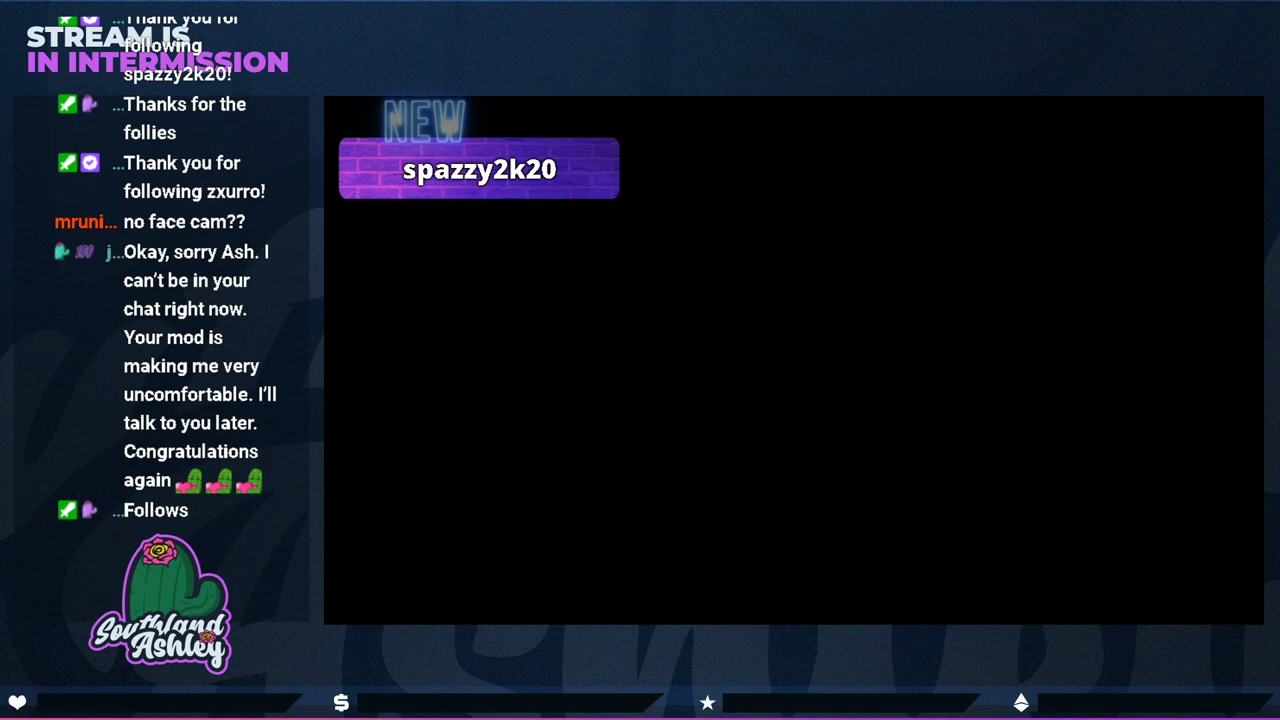 ...Thank you for
STREAM IS
following
IN INTERMISSION
spazzy2k20!
...Thanks for the
follies
...Thank you for
following zxurro!
mruni... no face cam??
j...Okay, sorry Ash. I
can't be in your
chat right now.
Your mod is
making me very
uncomfortable. I'll
talk to you later.
Congratulations
again
...Follows
Southland
Ashley
NEW
spazzy2k20